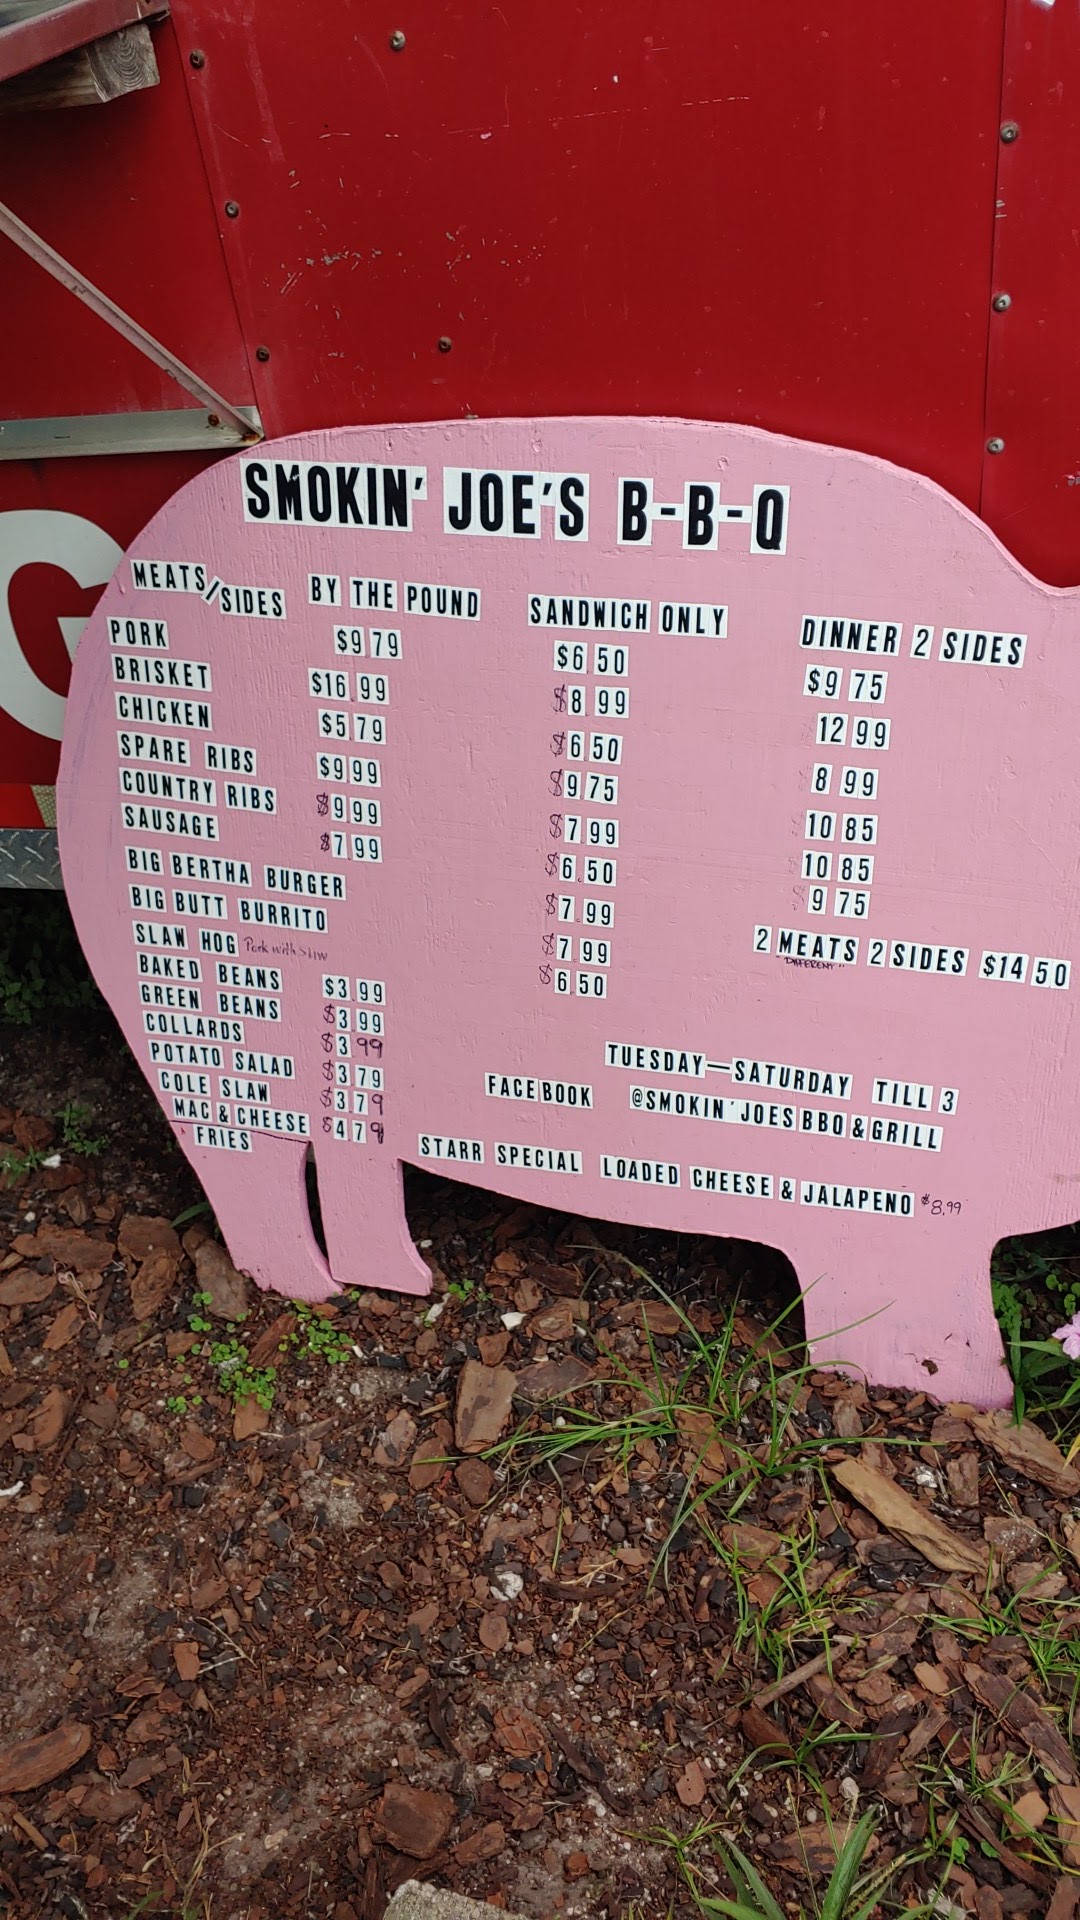 SMOKIN' JOE'S B-B-Q
MEATS/SIDES BY THE POUND SANDWICH ONLY DINNER 2 SIDES
PORK $9 79 $6 50 $9 75
BRISKET $16.99 $8.99 12 99
CHICKEN $5 79 $6 50 8 99
SPARE RIBS $9 99 $9.75 10 85
COUNTRY RIBS $9 99 $7.99 10 85
SAUSAGE $7.99 $6.50 9 75
BIG BERTHA BURGER $7.99
BIG BUTT BURRITO $7.99
SLAW HOG Pork with Slaw $6.50
2 MEATS 2 SIDES $14 50
"DIFFERENT"
BAKED BEANS $3.99
GREEN BEANS $3.99
COLLARDS $3 99
POTATO SALAD $3 79
COLE SLAW $3.79
MAC & CHEESE $4 79
FRIES
TUESDAY—SATURDAY TILL 3
FACEBOOK @SMOKIN'JOESBBQ&GRILL
STARR SPECIAL LOADED CHEESE & JALAPENO $8.99
G